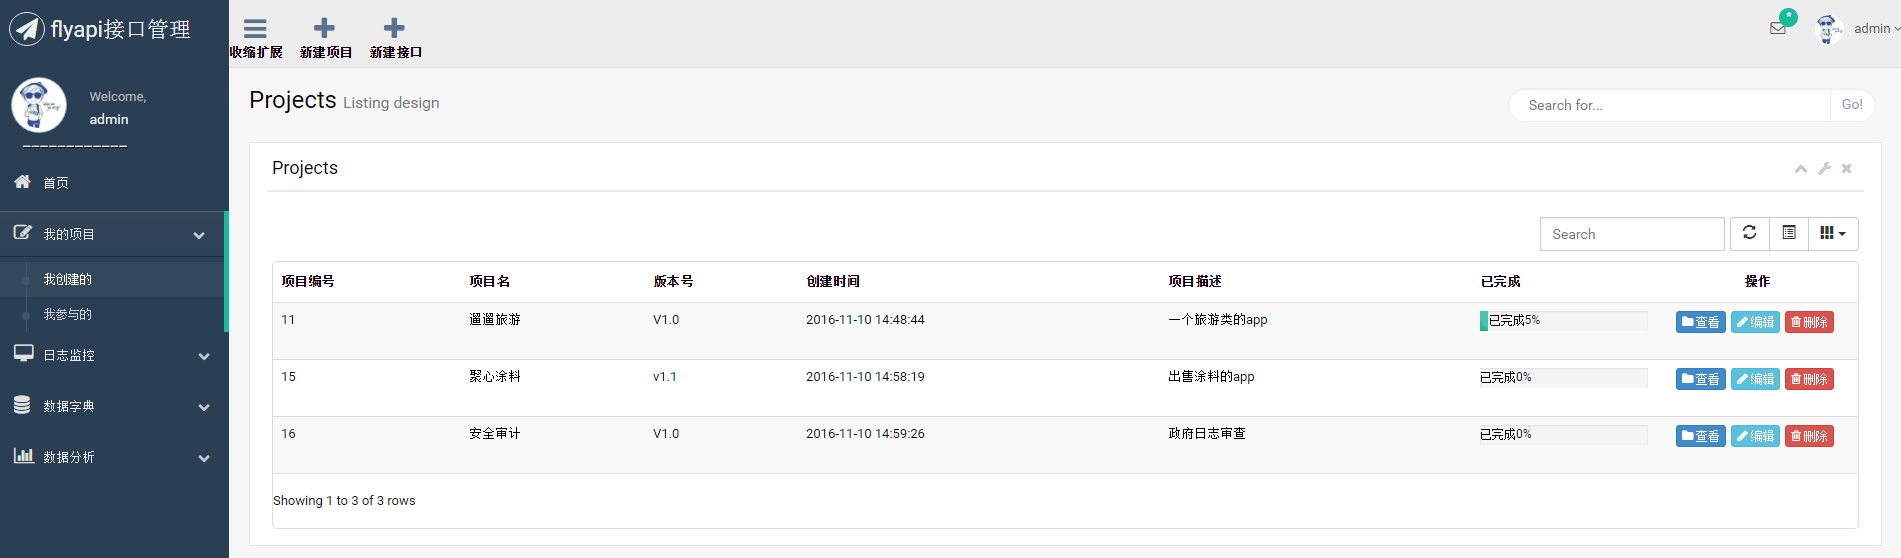 flyapi接口管理
收缩扩展 新建项目 新建接口
admin
Welcome,
admin
首页
我的项目
我创建的
我参与的
日志监控
数据字典
数据分析
Projects Listing design
Search for... Go!
Projects
Search
项目编号 项目名 版本号 创建时间 项目描述 已完成 操作
11 遛遛旅游 V1.0 2016-11-10 14:48:44 一个旅游类的app 已完成5% 查看 编辑 删除
15 聚心涂料 v1.1 2016-11-10 14:58:19 出售涂料的app 已完成0% 查看 编辑 删除
16 安全审计 V1.0 2016-11-10 14:59:26 政府日志审查 已完成0% 查看 编辑 删除
Showing 1 to 3 of 3 rows